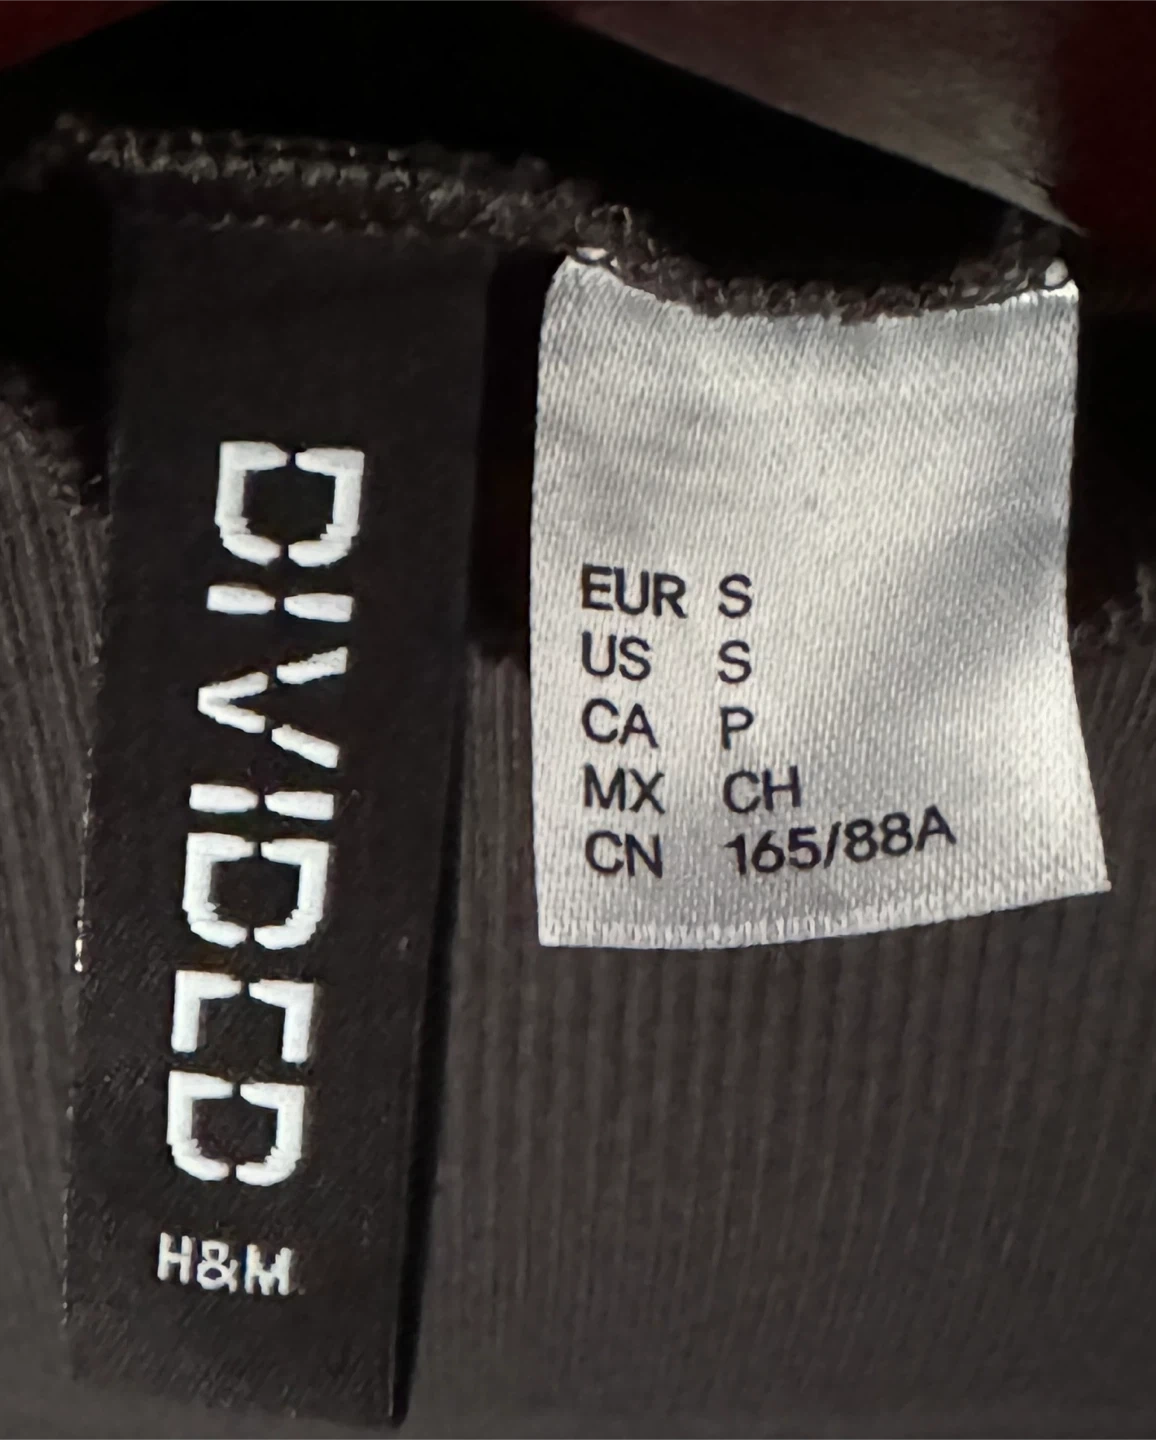 DIVIDED
H&M
EUR S
US S
CA P
MX CH
CN 165/88A